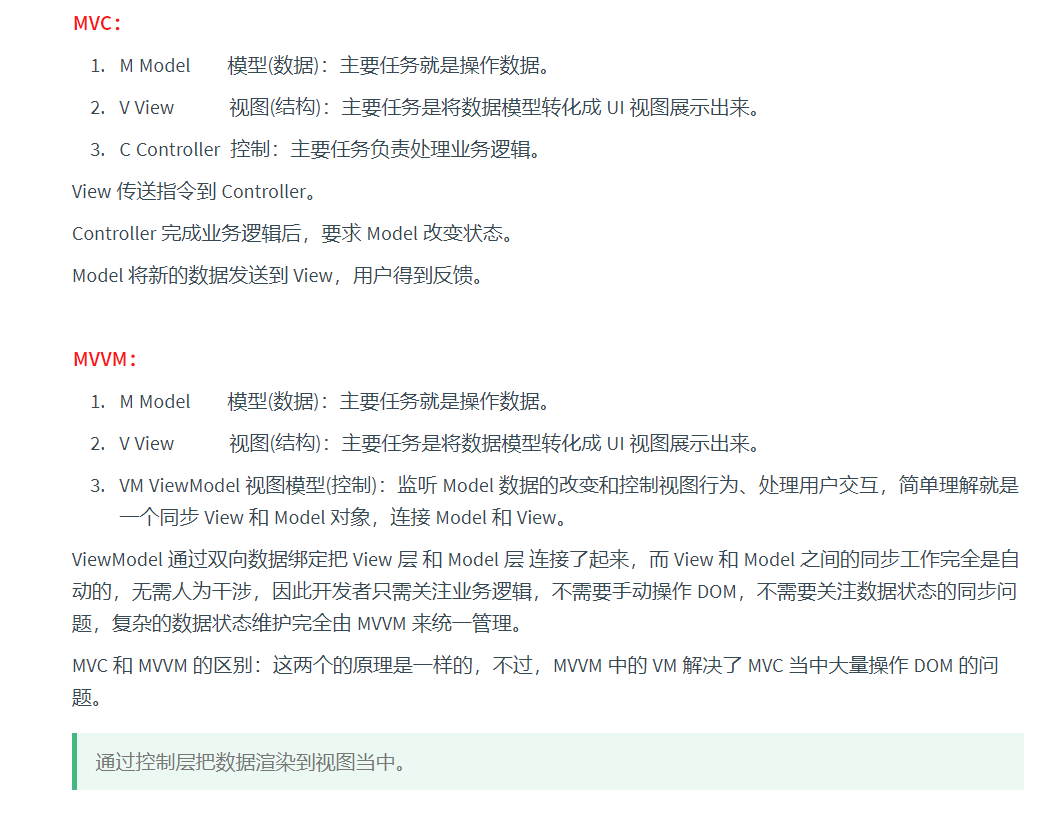 MVC：
1. M Model 模型(数据)：主要任务就是操作数据。
2. V View 视图(结构)：主要任务是将数据模型转化成 UI 视图展示出来。
3. C Controller 控制：主要任务负责处理业务逻辑。
View 传送指令到 Controller。
Controller 完成业务逻辑后，要求 Model 改变状态。
Model 将新的数据发送到 View，用户得到反馈。
MVVM：
1. M Model 模型(数据)：主要任务就是操作数据。
2. V View 视图(结构)：主要任务是将数据模型转化成 UI 视图展示出来。
3. VM ViewModel 视图模型(控制)：监听 Model 数据的改变和控制视图行为、处理用户交互，简单理解就是
一个同步 View 和 Model 对象，连接 Model 和 View。
ViewModel 通过双向数据绑定把 View 层 和 Model 层 连接了起来，而 View 和 Model 之间的同步工作完全是自
动的，无需人为干涉，因此开发者只需关注业务逻辑，不需要手动操作 DOM，不需要关注数据状态的同步问
题，复杂的数据状态维护完全由 MVVM 来统一管理。
MVC 和 MVVM 的区别：这两个的原理是一样的，不过，MVVM 中的 VM 解决了 MVC 当中大量操作 DOM 的问
题。
通过控制层把数据渲染到视图当中。